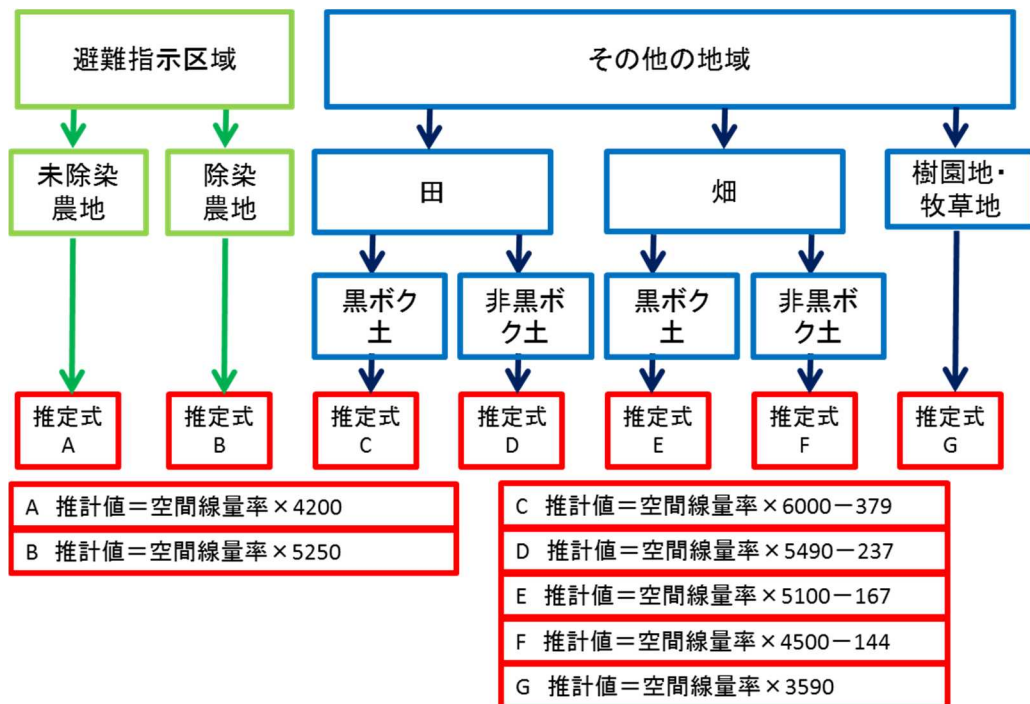 避難指示区域
その他の地域
未除染
農地
除染
農地
田
畑
樹園地・
牧草地
黒ボク
土
非黒ボ
ク土
黒ボク
土
非黒ボ
ク土
推定式
A
推定式
B
推定式
C
推定式
D
推定式
E
推定式
F
推定式
G
A 推計値＝空間線量率×4200
B 推計値＝空間線量率×5250
C 推計値＝空間線量率×6000－379
D 推計値＝空間線量率×5490－237
E 推計値＝空間線量率×5100－167
F 推計値＝空間線量率×4500－144
G 推計値＝空間線量率×3590